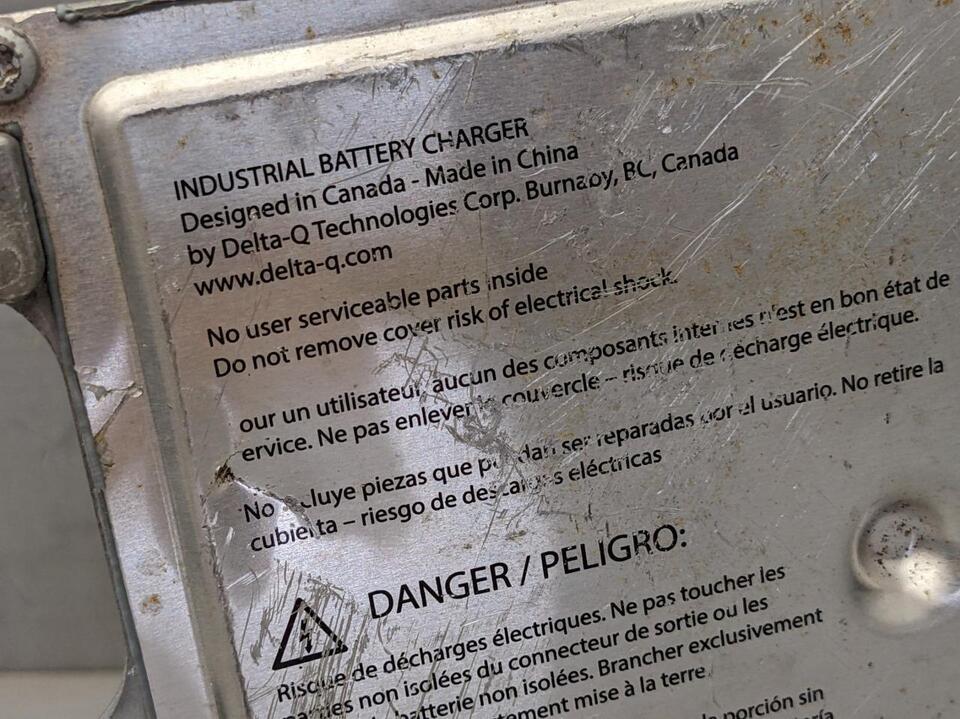 INDUSTRIAL BATTERY CHARGER
Designed in Canada - Made in China
by Delta-Q Technologies Corp. Burnaby, BC, Canada
www.delta-q.com
No user serviceable parts inside
Do not remove cover risk of electrical shock.
our un utilisateur aucun des composants internes n'est en bon état de
ervice. Ne pas enlever le couvercle – risque de décharge électrique.
No incluye piezas que puedan ser reparadas por el usuario. No retire la
cubierta – riesgo de descargas eléctricas
DANGER / PELIGRO:
Risque de décharges électriques. Ne pas toucher les
parties non isolées du connecteur de sortie ou les
batterie non isolées. Brancher exclusivement
tement mise à la terre.
porción sin